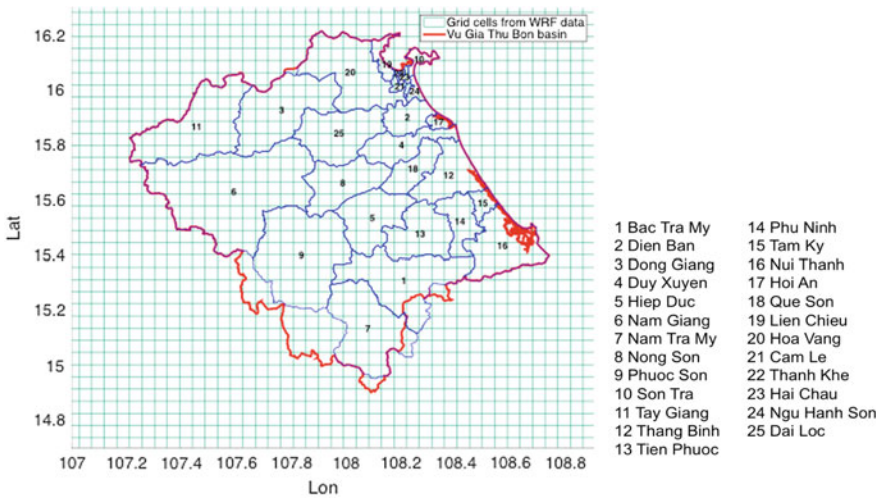 Grid cells from WRF data
Vu Gia Thu Bon basin
16.2
16
15.8
15.6
15.4
15.2
15
14.8
Lat
107
107.2
107.4
107.6
107.8
108
108.2
108.4
108.6
108.8
Lon
19
10
20
24
11
3
2
17
25
4
18
12
8
6
15
5
14
13
16
9
1
7
1 Bac Tra My
2 Dien Ban
3 Dong Giang
4 Duy Xuyen
5 Hiep Duc
6 Nam Giang
7 Nam Tra My
8 Nong Son
9 Phuoc Son
10 Son Tra
11 Tay Giang
12 Thang Binh
13 Tien Phuoc
14 Phu Ninh
15 Tam Ky
16 Nui Thanh
17 Hoi An
18 Que Son
19 Lien Chieu
20 Hoa Vang
21 Cam Le
22 Thanh Khe
23 Hai Chau
24 Ngu Hanh Son
25 Dai Loc